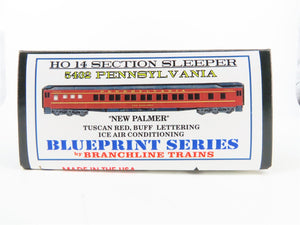 HO 14 SECTION SLEEPER
5402 PENNSYLVANIA
"NEW PALMER"
TUSCAN RED, BUFF LETTERING
ICE AIR CONDITIONING
BLUEPRINT SERIES
by BRANCHLINE TRAINS
MADE IN THE USA